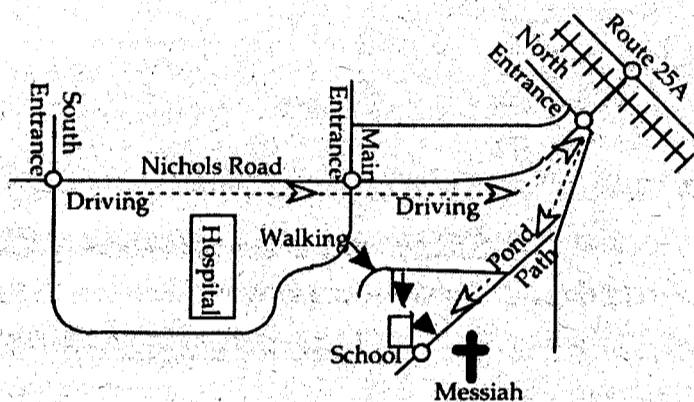 Route 25A
North
Entrance
South
Entrance
Main
Entrance
Nichols Road
Driving
Driving
Hospital
Walking
Pond
Path
School
Messiah